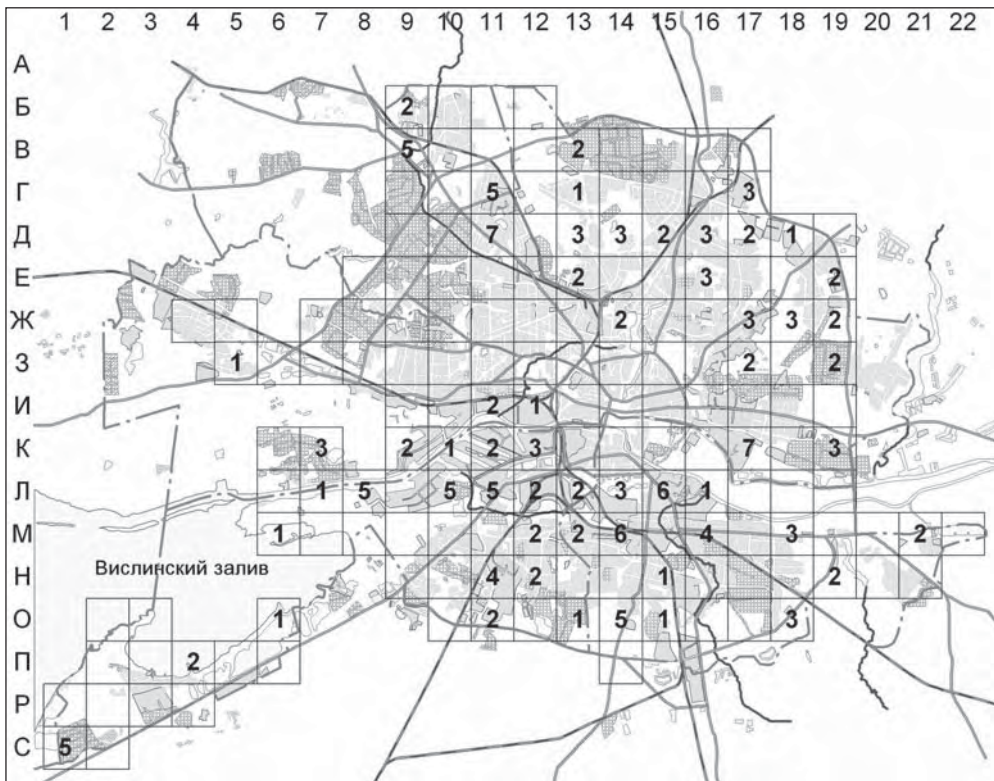 1 2 3 4 5 6 7 8 9 10 11 12 13 14 15 16 17 18 19 20 21 22
А
Б 2
В 5 2
Г 5 1 3
Д 7 3 3 2 3 2 1
Е 2 3 2
Ж 2 3 3 2
З 1 2 2
И 2 1
К 3 2 1 2 3 7 3
Л 1 5 5 5 2 2 3 6 1
М 1 2 2 6 4 3 2
Вислинский залив
Н 4 2 1 2
О 1 2 1 5 1 3
П 2
Р
С 5